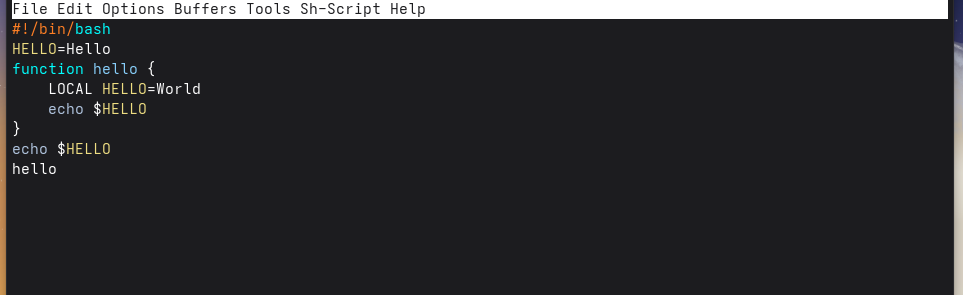 File Edit Options Buffers Tools Sh-Script Help
#!/bin/bash
HELLO=Hello
function hello {
    LOCAL HELLO=World
    echo $HELLO
}
echo $HELLO
hello